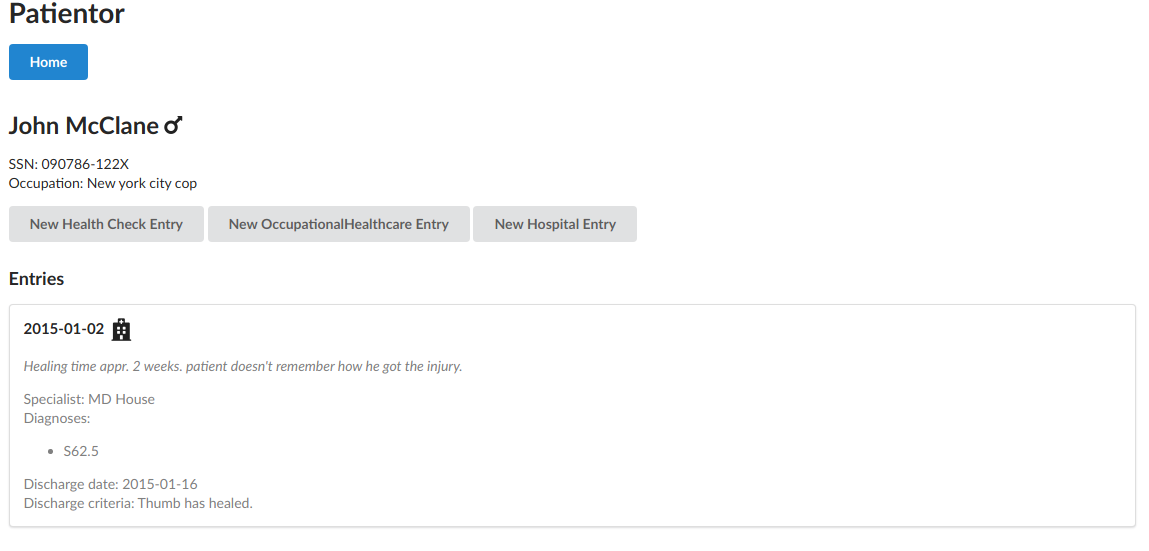 Patientor
Home
John McClane
SSN: 090786-122X
Occupation: New york city cop
New Health Check Entry New OccupationalHealthcare Entry New Hospital Entry
Entries
2015-01-02
Healing time appr. 2 weeks. patient doesn't remember how he got the injury.
Specialist: MD House
Diagnoses:
• S62.5
Discharge date: 2015-01-16
Discharge criteria: Thumb has healed.